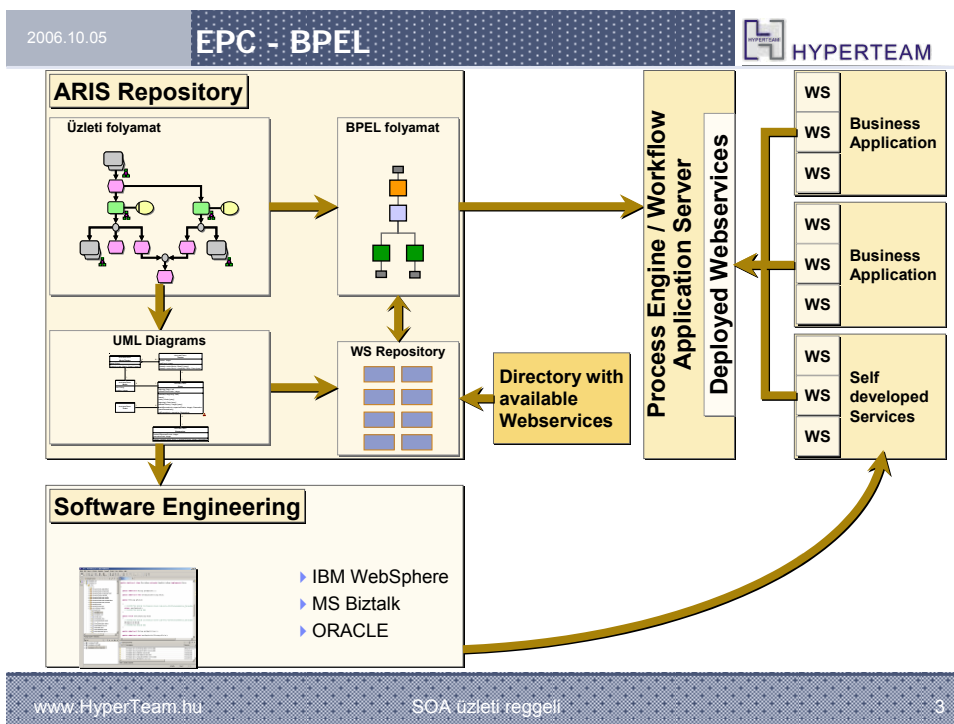 2006.10.05
EPC - BPEL
HYPERTEAM
HYPERTEAM
ARIS Repository
Üzleti folyamat
BPEL folyamat
UML Diagrams
WS Repository
Directory with
available
Webservices
Process Engine / Workflow
Application Server
Deployed Webservices
WS
WS
WS
Business
Application
WS
WS
WS
Business
Application
WS
WS
WS
Self
developed
Services
Software Engineering
IBM WebSphere
MS Biztalk
ORACLE
www.HyperTeam.hu
SOA üzleti reggeli
3